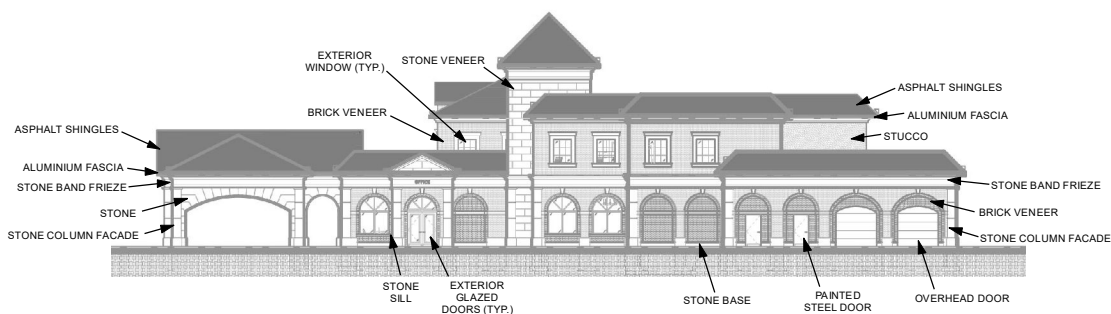 EXTERIOR
WINDOW (TYP.)
STONE VENEER
BRICK VENEER
ASPHALT SHINGLES
ALUMINIUM FASCIA
STUCCO
ASPHALT SHINGLES
ALUMINIUM FASCIA
STONE BAND FRIEZE
STONE
STONE COLUMN FACADE
OFFICE
STONE BAND FRIEZE
BRICK VENEER
STONE COLUMN FACADE
STONE
SILL
EXTERIOR
GLAZED
DOORS (TYP.)
STONE BASE
PAINTED
STEEL DOOR
OVERHEAD DOOR